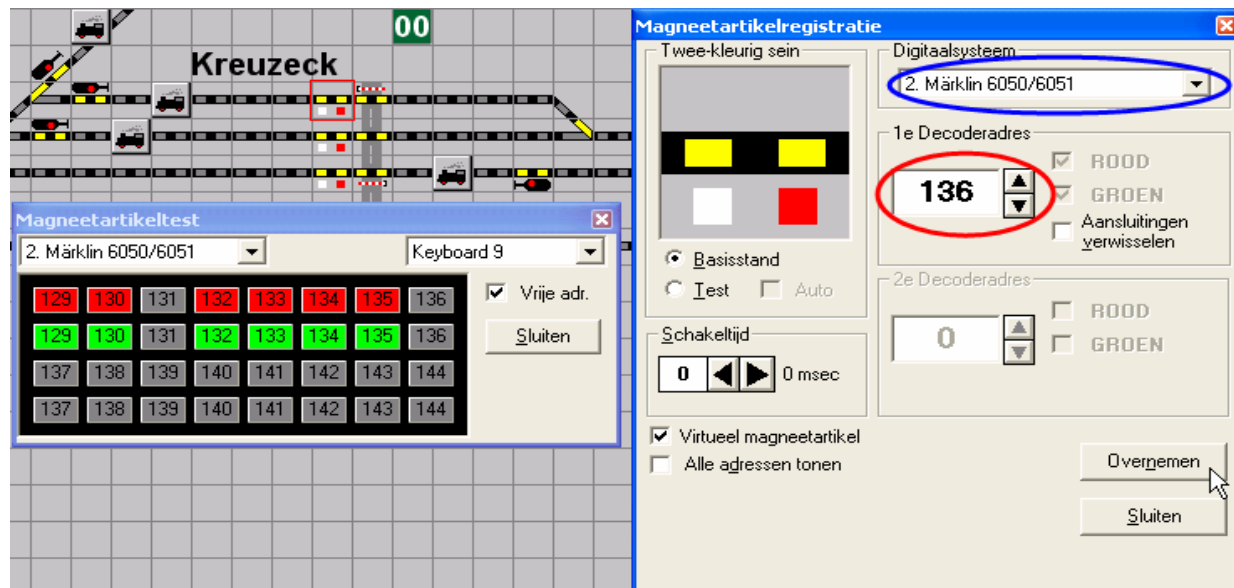 00
Kreuzeck
Magneetartikeltest
2. Märklin 6050/6051
Keyboard 9
129 130 131 132 133 134 135 136
129 130 131 132 133 134 135 136
137 138 139 140 141 142 143 144
137 138 139 140 141 142 143 144
Vrije adr.
Sluiten
Magneetartikelregistratie
Twee-kleurig sein
Basisstand
Test
Auto
Schakeltijd
0
0 msec
Virtueel magneetartikel
Alle adressen tonen
Digitaalsysteem
2. Märklin 6050/6051
1e Decoderadres
136
ROOD
GROEN
Aansluitingen
verwisselen
2e Decoderadres
0
ROOD
GROEN
Overnemen
Sluiten